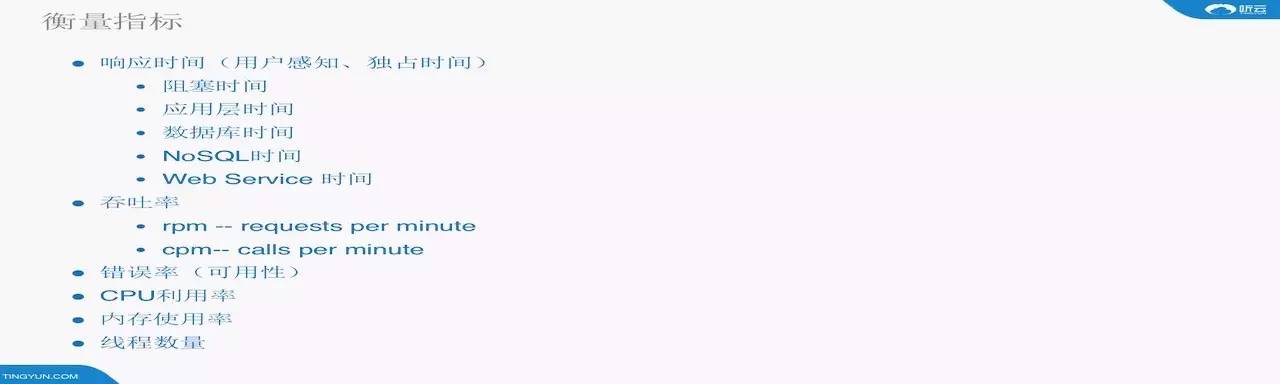 衡量指标
听云
响应时间（用户感知、独占时间）
阻塞时间
应用层时间
数据库时间
NoSQL时间
Web Service 时间
吞吐率
rpm -- requests per minute
cpm-- calls per minute
错误率（可用性）
CPU利用率
内存使用率
线程数量
TINGYUN.COM